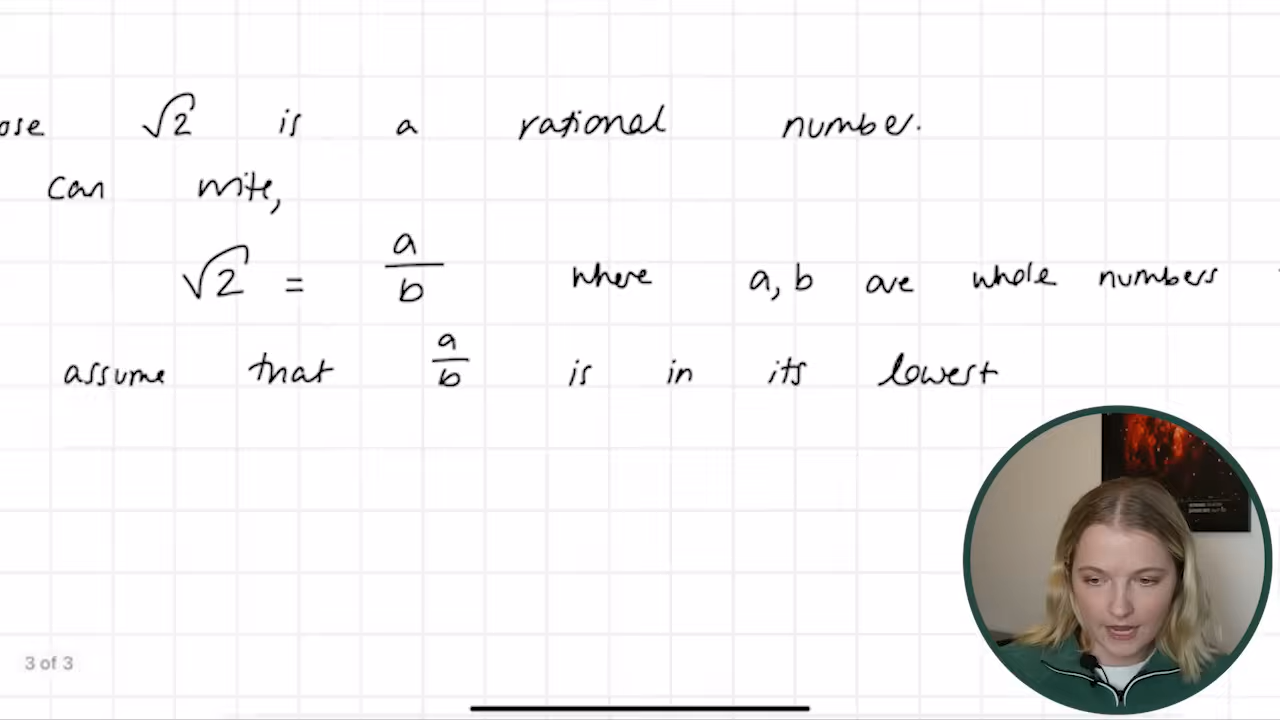 ose √2 is a rational number.
can write,
√2 = a/b where a, b are whole numbers
assume that a/b is in its lowest
3 of 3